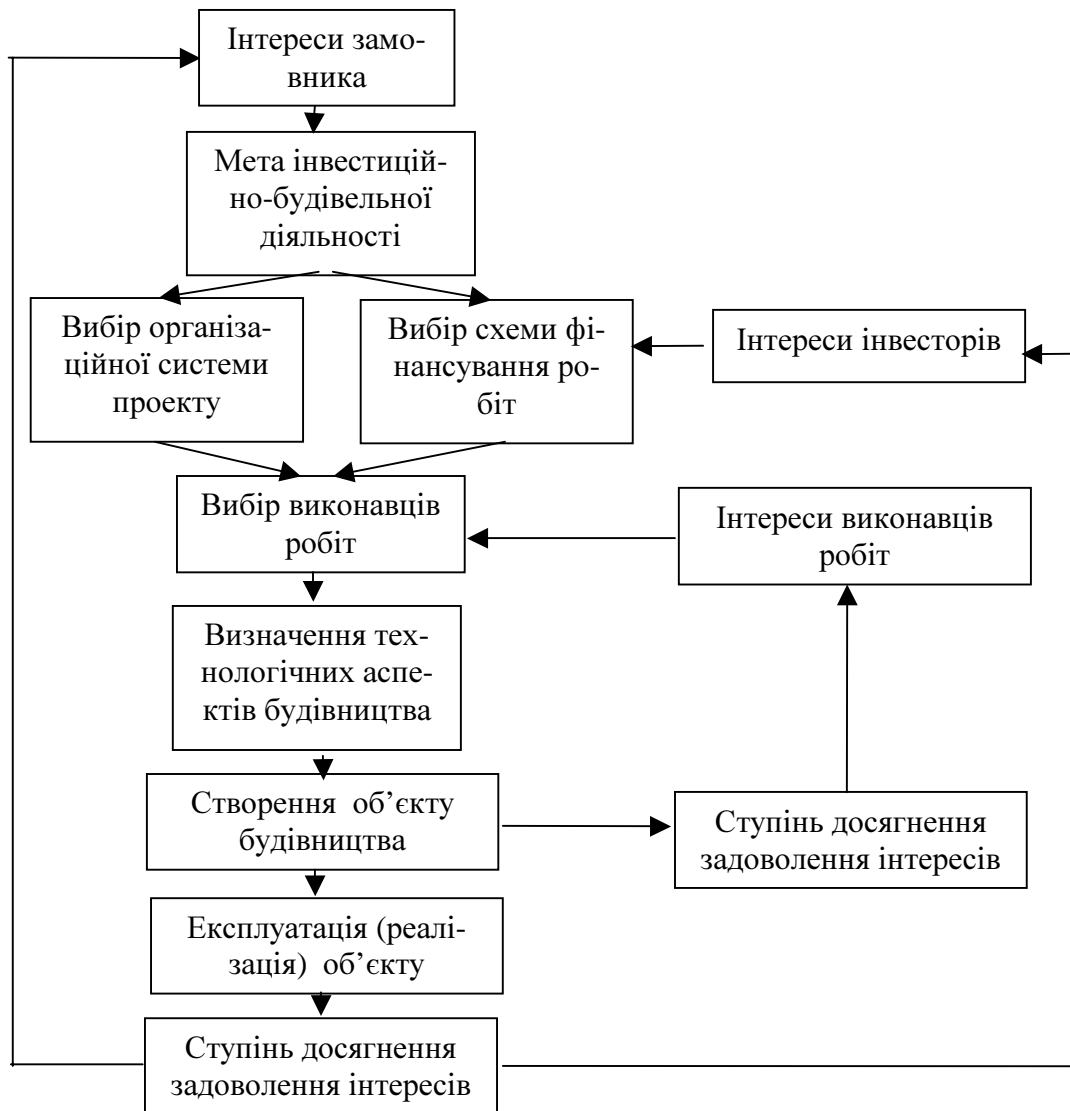 Інтереси замо-
вника
Мета інвестицій-
но-будівельної
діяльності
Вибір організа-
ційної системи
проекту
Вибір схеми фі-
нансування ро-
біт
Інтереси інвесторів
Вибір виконавців
робіт
Інтереси виконавців
робіт
Визначення тех-
нологічних аспе-
ктів будівництва
Створення об’єкту
будівництва
Ступінь досягнення
задоволення інтересів
Експлуатація (реалі-
зація) об’єкту
Ступінь досягнення
задоволення інтересів